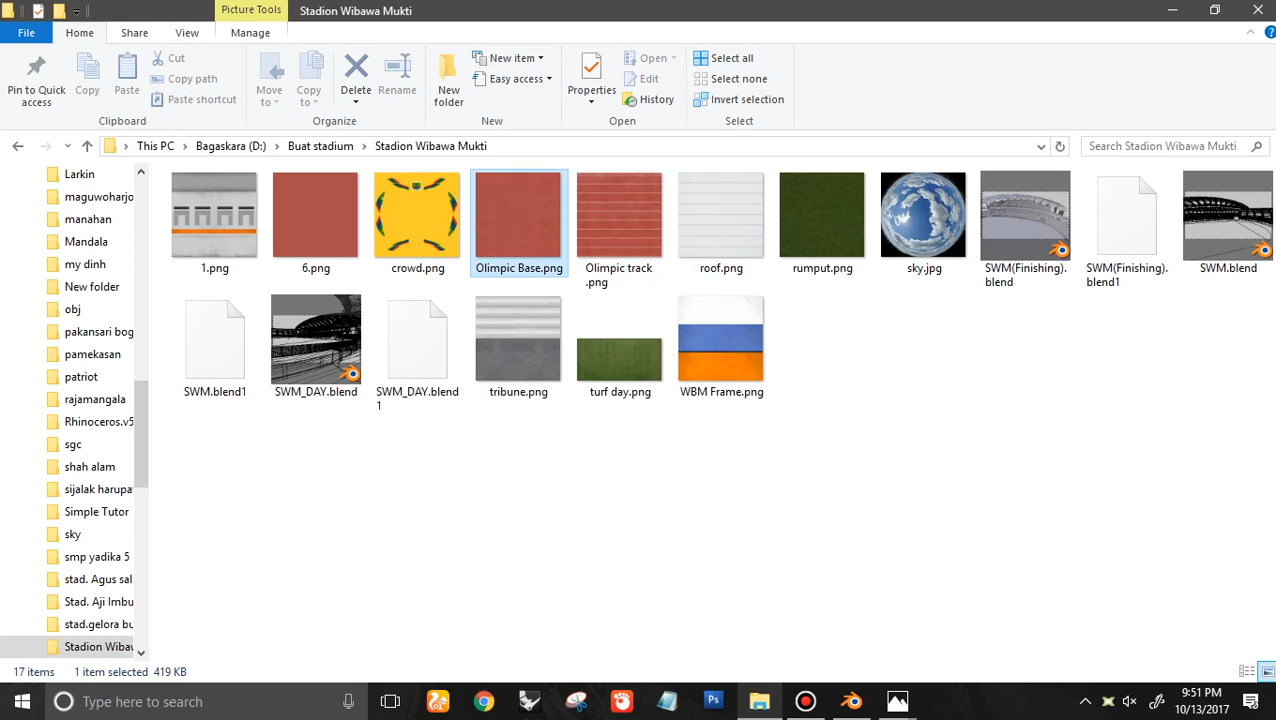 Picture Tools
Stadion Wibawa Mukti
File
Home
Share
View
Manage
Pin to Quick access
Copy
Paste
Cut
Copy path
Paste shortcut
Clipboard
Move to
Copy to
Delete
Rename
Organize
New folder
New item
Easy access
New
Properties
Open
Edit
History
Open
Select all
Select none
Invert selection
Select
This PC
Bagaskara (D:)
Buat stadium
Stadion Wibawa Mukti
Search Stadion Wibawa Mukti
Larkin
maguwoharjo
manahan
Mandala
my dinh
New folder
obj
pakansari bog
pamekasan
patriot
rajamangala
Rhinoceros.v5
sgc
shah alam
sijalak harupa
Simple Tutor
sky
smp yadika 5
stad. Agus sal
Stad. Aji Imbu
stad.gelora bu
Stadion Wibaw
1.png
6.png
crowd.png
Olimpic Base.png
Olimpic track
.png
roof.png
rumput.png
sky.jpg
SWM(Finishing).
blend
SWM(Finishing).
blend1
SWM.blend
SWM.blend1
SWM_DAY.blend
SWM_DAY.blend
1
tribune.png
turf day.png
WBM Frame.png
17 items
1 item selected 419 KB
Type here to search
Ps
9:51 PM
10/13/2017